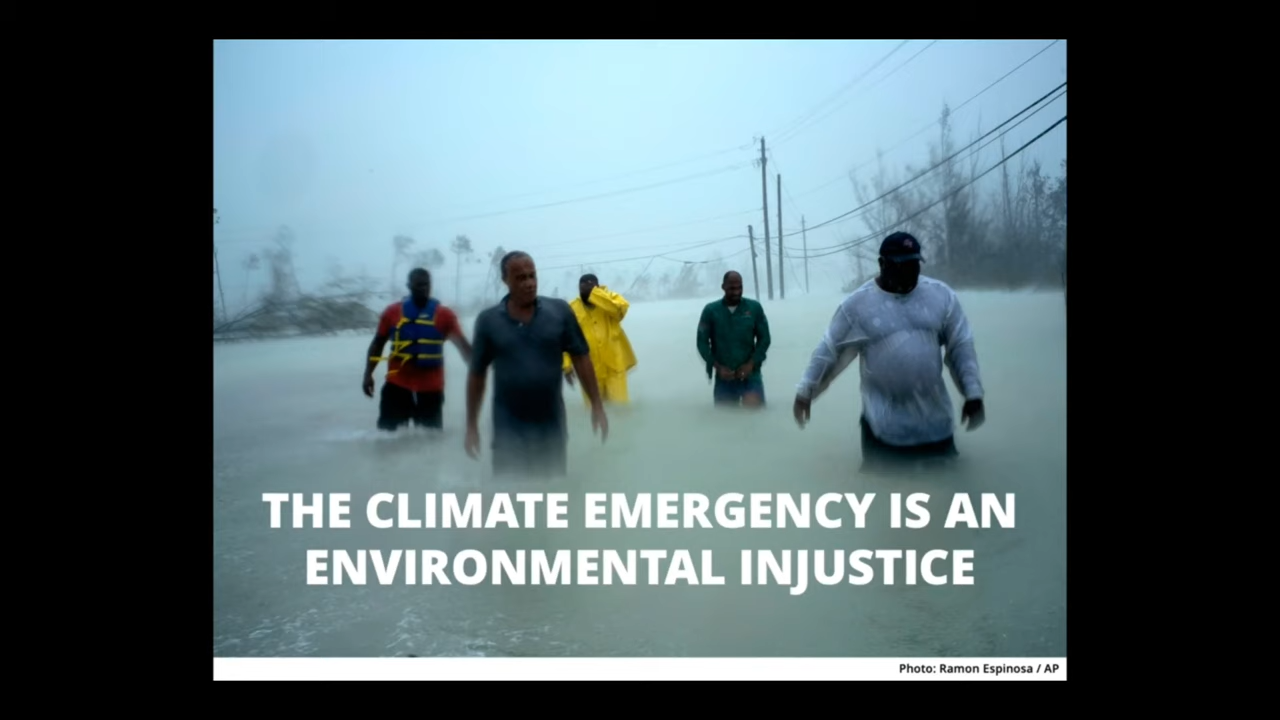 THE CLIMATE EMERGENCY IS AN
ENVIRONMENTAL INJUSTICE
Photo: Ramon Espinosa / AP